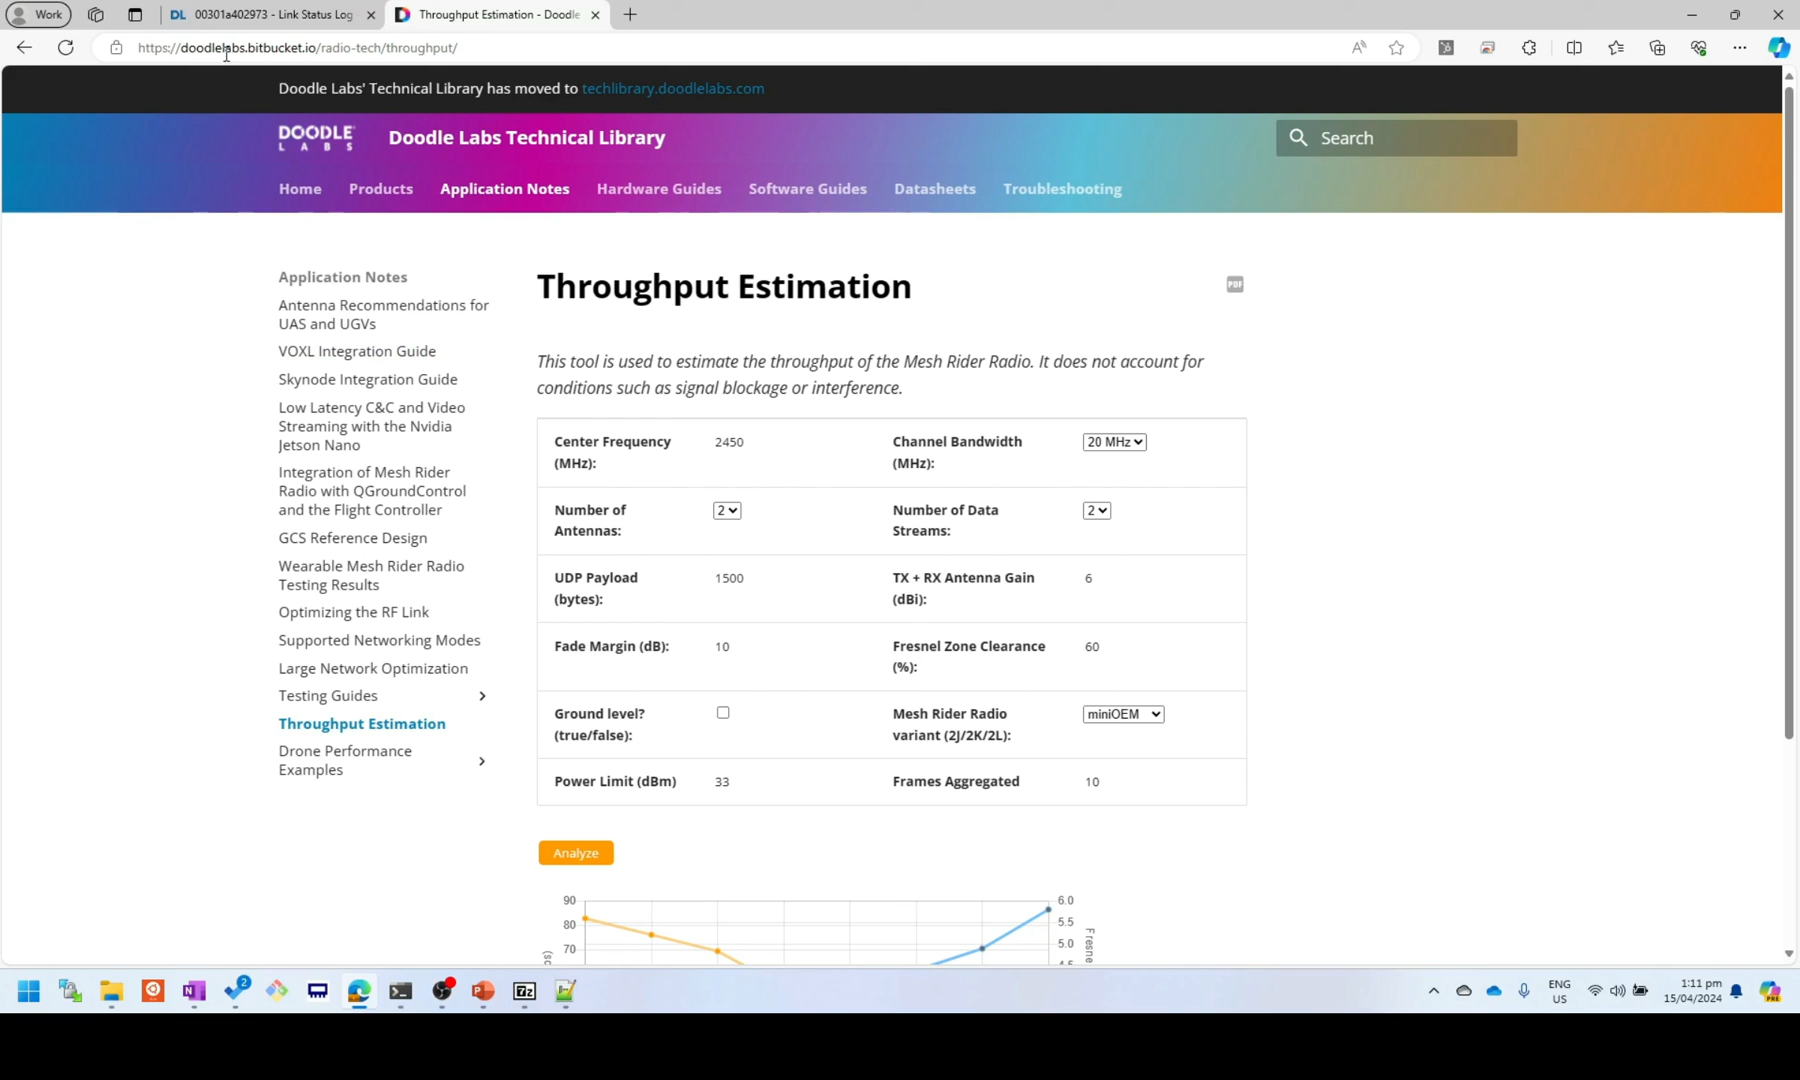 Work
00301a402973 - Link Status Log
Throughput Estimation - Doodle
https://doodlelabs.bitbucket.io/radio-tech/throughput/
Doodle Labs' Technical Library has moved to techlibrary.doodlelabs.com
DOODLE
LABS
Doodle Labs Technical Library
Search
Home
Products
Application Notes
Hardware Guides
Software Guides
Datasheets
Troubleshooting
Application Notes
Antenna Recommendations for
UAS and UGVs
VOXL Integration Guide
Skynode Integration Guide
Low Latency C&C and Video
Streaming with the Nvidia
Jetson Nano
Integration of Mesh Rider
Radio with QGroundControl
and the Flight Controller
GCS Reference Design
Wearable Mesh Rider Radio
Testing Results
Optimizing the RF Link
Supported Networking Modes
Large Network Optimization
Testing Guides
Throughput Estimation
Drone Performance
Examples
Throughput Estimation
PDF
This tool is used to estimate the throughput of the Mesh Rider Radio. It does not account for
conditions such as signal blockage or interference.
Center Frequency
(MHz):
2450
Channel Bandwidth
(MHz):
20 MHz
Number of
Antennas:
2
Number of Data
Streams:
2
UDP Payload
(bytes):
1500
TX + RX Antenna Gain
(dBi):
6
Fade Margin (dB):
10
Fresnel Zone Clearance
(%):
60
Ground level?
(true/false):
Mesh Rider Radio
variant (2J/2K/2L):
miniOEM
Power Limit (dBm)
33
Frames Aggregated
10
Analyze
90
80
70
6.0
5.5
5.0
Fresne
ENG
US
1:11 pm
15/04/2024